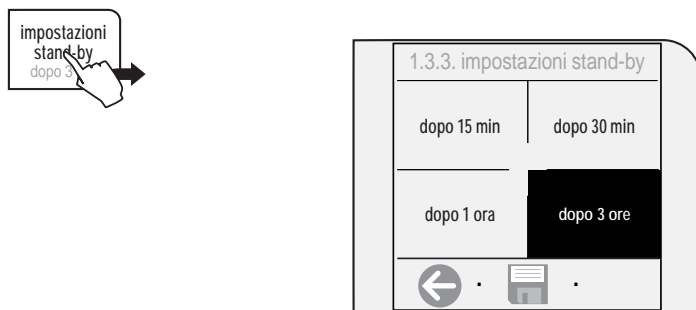 impostazioni
stand-by
dopo 3
1.3.3. impostazioni stand-by
dopo 15 min
dopo 30 min
dopo 1 ora
dopo 3 ore